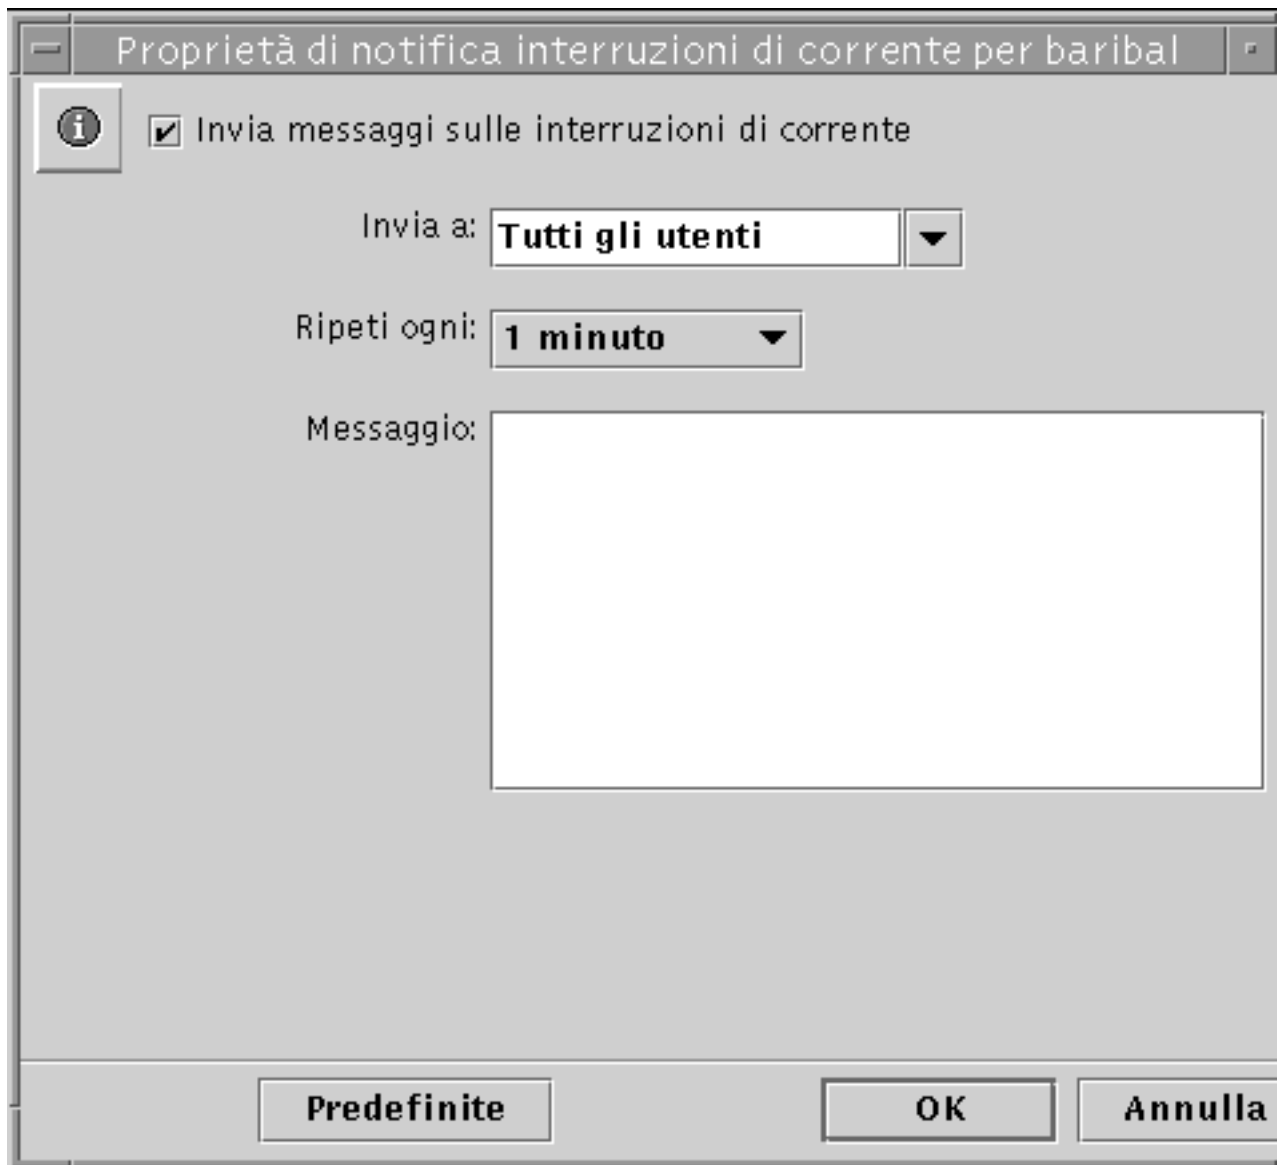 Proprietà di notifica interruzioni di corrente per baribal
Invia messaggi sulle interruzioni di corrente
Invia a: Tutti gli utenti
Ripeti ogni: 1 minuto
Messaggio:
Predefinite OK Annulla